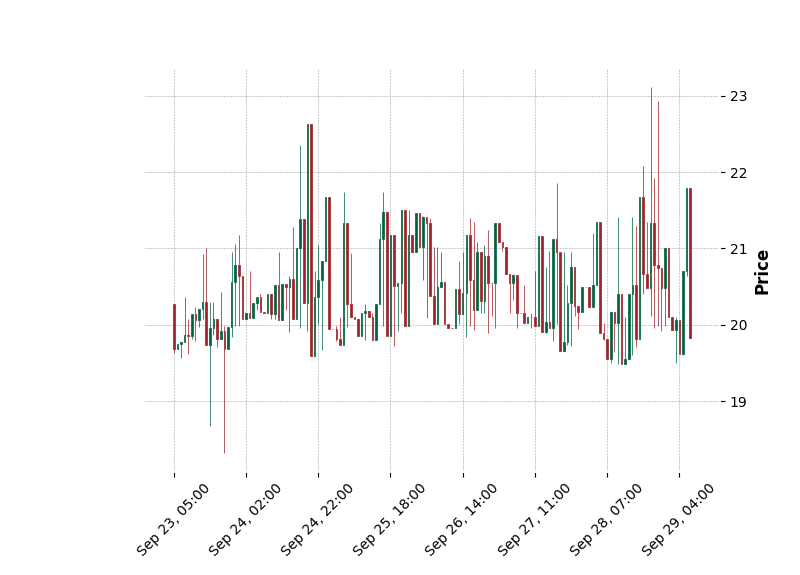 23
22
21
20
19
Price
Sep 23, 05:00
Sep 24, 02:00
Sep 24, 22:00
Sep 25, 18:00
Sep 26, 14:00
Sep 27, 11:00
Sep 28, 07:00
Sep 29, 04:00